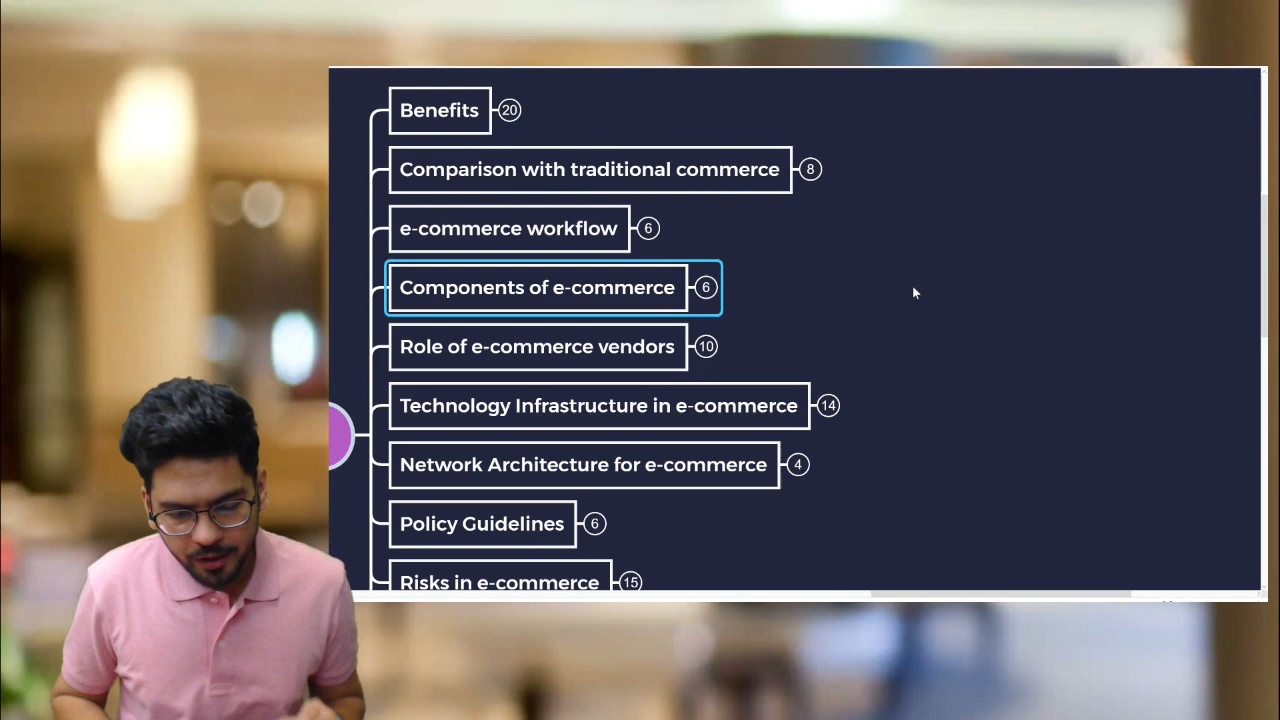 Benefits 20
Comparison with traditional commerce 8
e-commerce workflow 6
Components of e-commerce 6
Role of e-commerce vendors 10
Technology Infrastructure in e-commerce 14
Network Architecture for e-commerce 4
Policy Guidelines 6
Risks in e-commerce 15